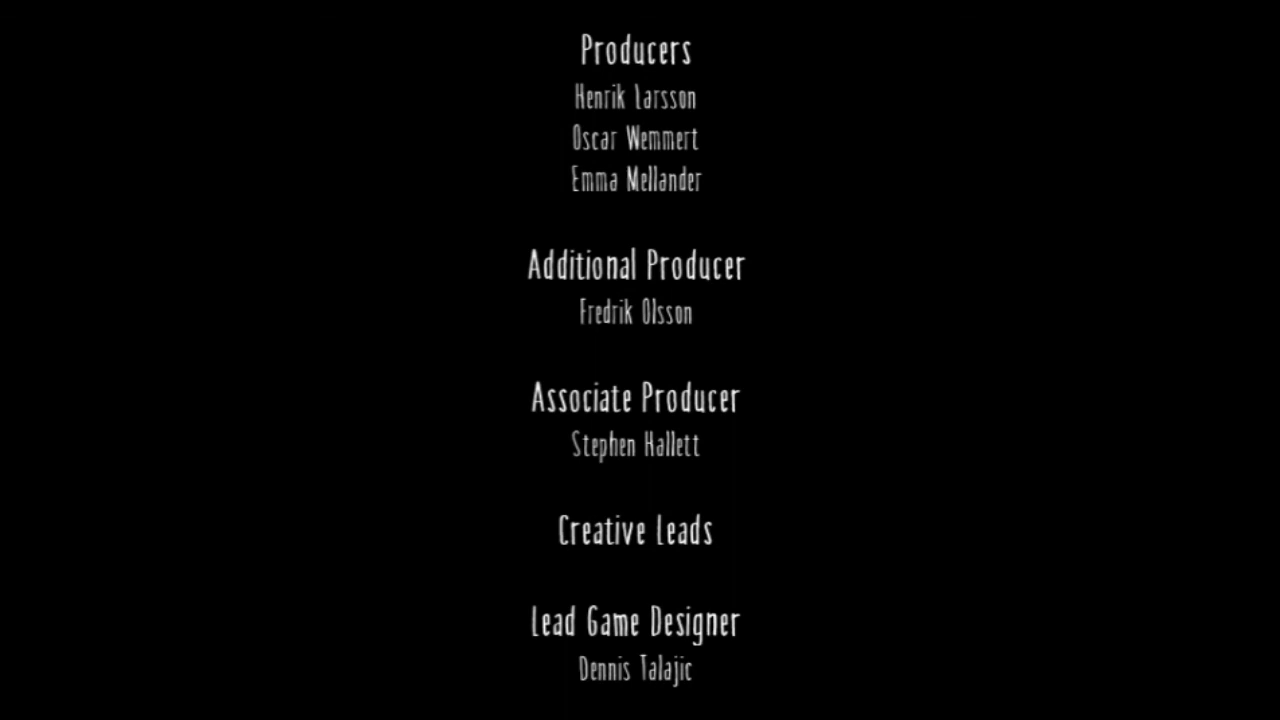 Producers
Henrik Larsson
Oscar Wemmert
Emma Mellander
Additional Producer
Fredrik Olsson
Associate Producer
Stephen Hallett
Creative Leads
Lead Game Designer
Dennis Talajic